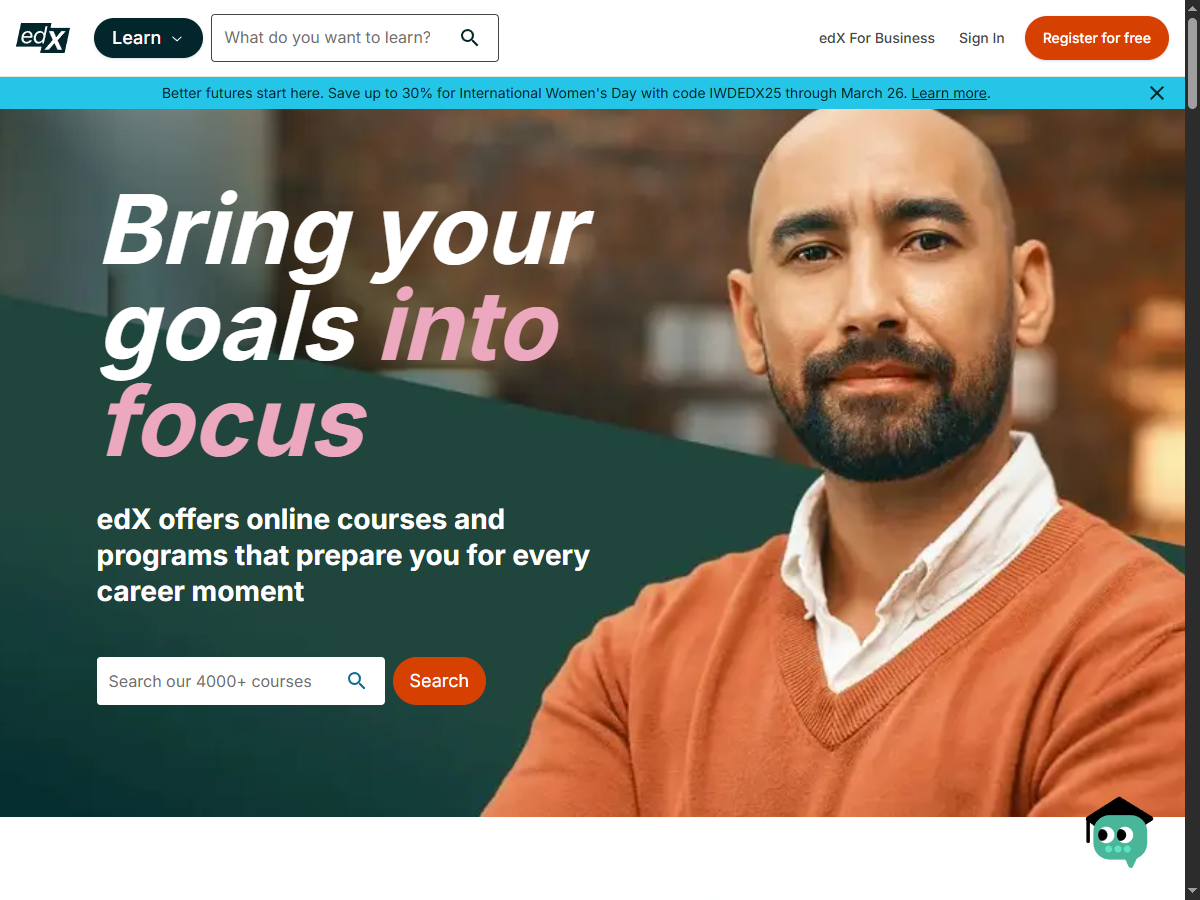 edX
Learn
What do you want to learn?
edX For Business
Sign In
Register for free
Better futures start here. Save up to 30% for International Women's Day with code IWDEDX25 through March 26. Learn more.
Bring your
goals into
focus
edX offers online courses and
programs that prepare you for every
career moment
Search our 4000+ courses
Search